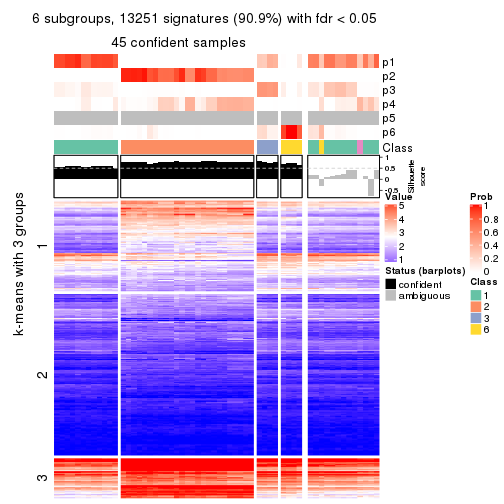 6 subgroups, 13251 signatures (90.9%) with fdr < 0.05
45 confident samples
p1
p2
p3
p4
p5
p6
Class
1
0.5
0
-0.5
Silhouette
score
k-means with 3 groups
1
2
3
Value
5
4
3
2
1
Status (barplots)
confident
ambiguous
Prob
1
0.8
0.6
0.4
0.2
0
Class
1
2
3
6